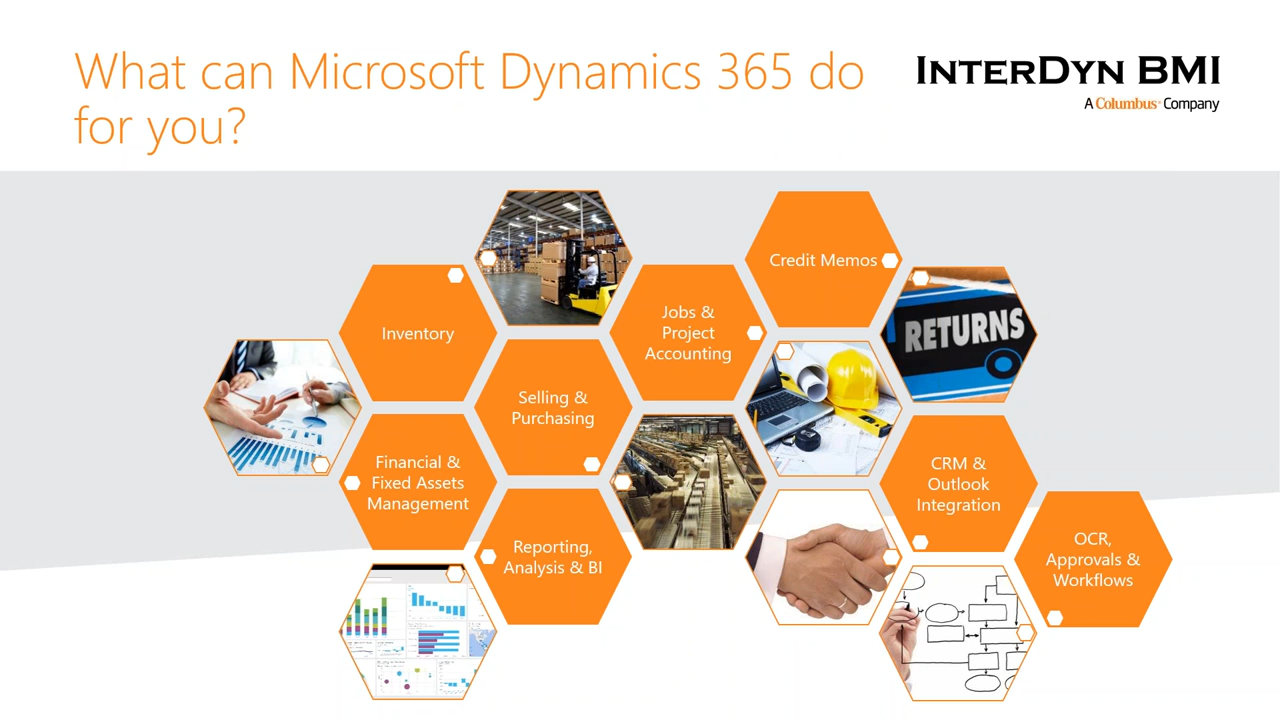 What can Microsoft Dynamics 365 do
for you?
INTERDYN BMI
A Columbus Company
Credit Memos
Inventory
Jobs &
Project
Accounting
RETURNS
Selling &
Purchasing
Financial &
Fixed Assets
Management
CRM &
Outlook
Integration
Reporting,
Analysis & BI
OCR,
Approvals &
Workflows